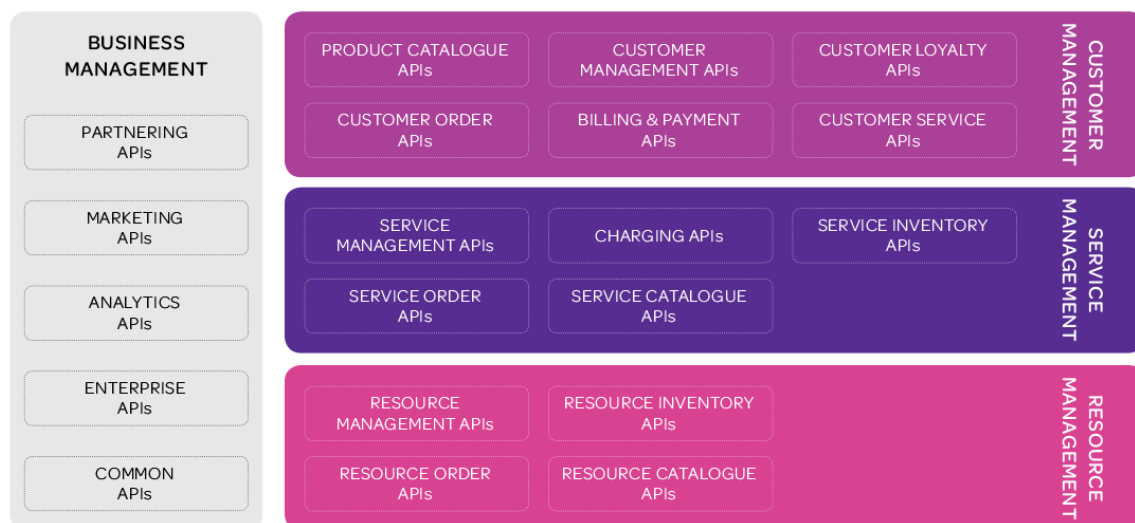 BUSINESS
MANAGEMENT
PARTNERING
APIs
MARKETING
APIs
ANALYTICS
APIs
ENTERPRISE
APIs
COMMON
APIs
PRODUCT CATALOGUE
APIs
CUSTOMER
MANAGEMENT APIs
CUSTOMER LOYALTY
APIs
CUSTOMER ORDER
APIs
BILLING & PAYMENT
APIs
CUSTOMER SERVICE
APIs
CUSTOMER
MANAGEMENT
SERVICE
MANAGEMENT APIs
CHARGING APIs
SERVICE INVENTORY
APIs
SERVICE ORDER
APIs
SERVICE CATALOGUE
APIs
SERVICE
MANAGEMENT
RESOURCE
MANAGEMENT APIs
RESOURCE INVENTORY
APIs
RESOURCE ORDER
APIs
RESOURCE CATALOGUE
APIs
RESOURCE
MANAGEMENT